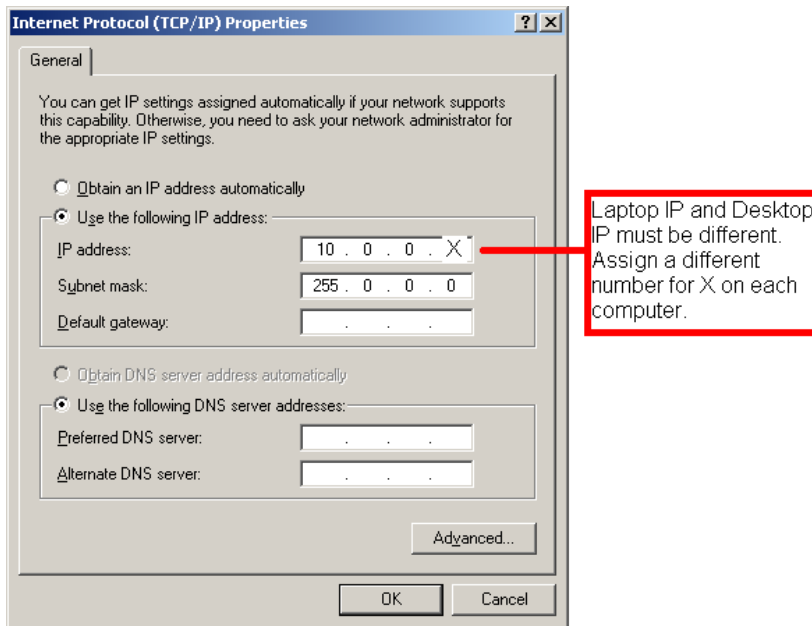 Internet Protocol (TCP/IP) Properties
General
You can get IP settings assigned automatically if your network supports
this capability. Otherwise, you need to ask your network administrator for
the appropriate IP settings.
Obtain an IP address automatically
Use the following IP address:
IP address:
10 . 0 . 0 . X
Subnet mask:
255 . 0 . 0 . 0
Default gateway:
. . .
Obtain DNS server address automatically
Use the following DNS server addresses:
Preferred DNS server:
. . .
Alternate DNS server:
. . .
Advanced...
OK
Cancel
Laptop IP and Desktop
IP must be different.
Assign a different
number for X on each
computer.